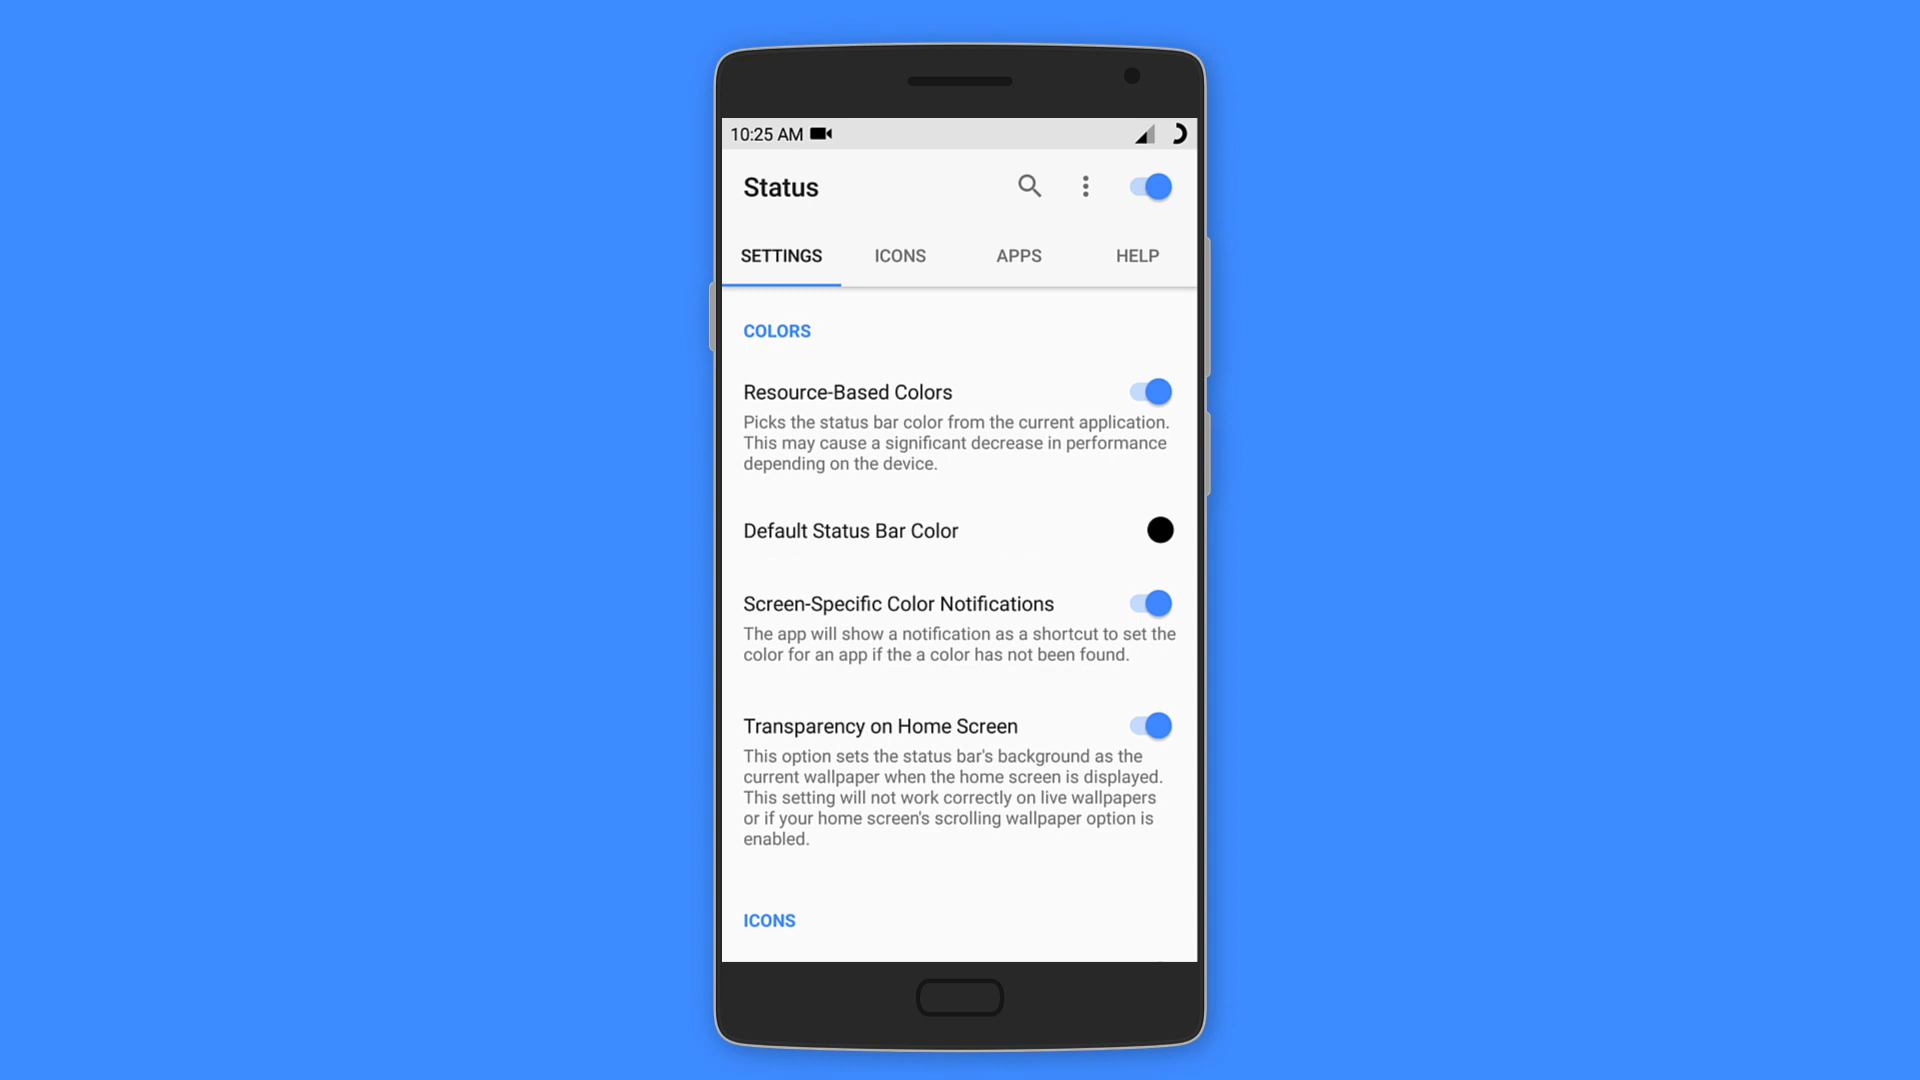 10:25 AM
Status
SETTINGS ICONS APPS HELP
COLORS
Resource-Based Colors
Picks the status bar color from the current application.
This may cause a significant decrease in performance
depending on the device.
Default Status Bar Color
Screen-Specific Color Notifications
The app will show a notification as a shortcut to set the
color for an app if the a color has not been found.
Transparency on Home Screen
This option sets the status bar's background as the
current wallpaper when the home screen is displayed.
This setting will not work correctly on live wallpapers
or if your home screen's scrolling wallpaper option is
enabled.
ICONS